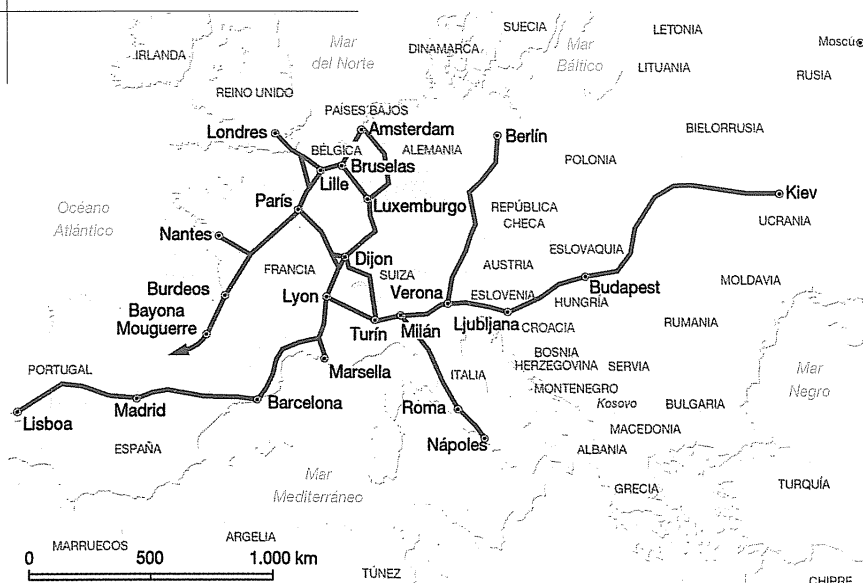 SUECIA
LETONIA
Mar
del Norte
DINAMARCA
Mar
Báltico
Moscú
IRLANDA
LITUANIA
RUSIA
REINO UNIDO
PAÍSES BAJOS
Londres
Amsterdam
Berlín
BIELORRUSIA
BÉLGICA
ALEMANIA
POLONIA
Bruselas
Lille
París
Luxemburgo
REPÚBLICA
CHECA
Kiev
UCRANIA
Océano
Atlántico
Nantes
ESLOVAQUIA
Dijon
FRANCIA
SUIZA
AUSTRIA
MOLDAVIA
Burdeos
Lyon
Verona
ESLOVENIA
HUNGRÍA
Budapest
Bayona
Mouguerre
Turín
Milán
Ljubljana
CROACIA
RUMANIA
BOSNIA
HERZEGOVINA
SERVIA
PORTUGAL
Marsella
ITALIA
MONTENEGRO
Mar
Negro
Lisboa
Madrid
Barcelona
Roma
Kosovo
BULGARIA
MACEDONIA
ESPAÑA
Nápoles
ALBANIA
Mar
Mediterráneo
GRECIA
TURQUÍA
MARRUECOS
ARGELIA
0 500 1.000 km
TÚNEZ
CHIPRE